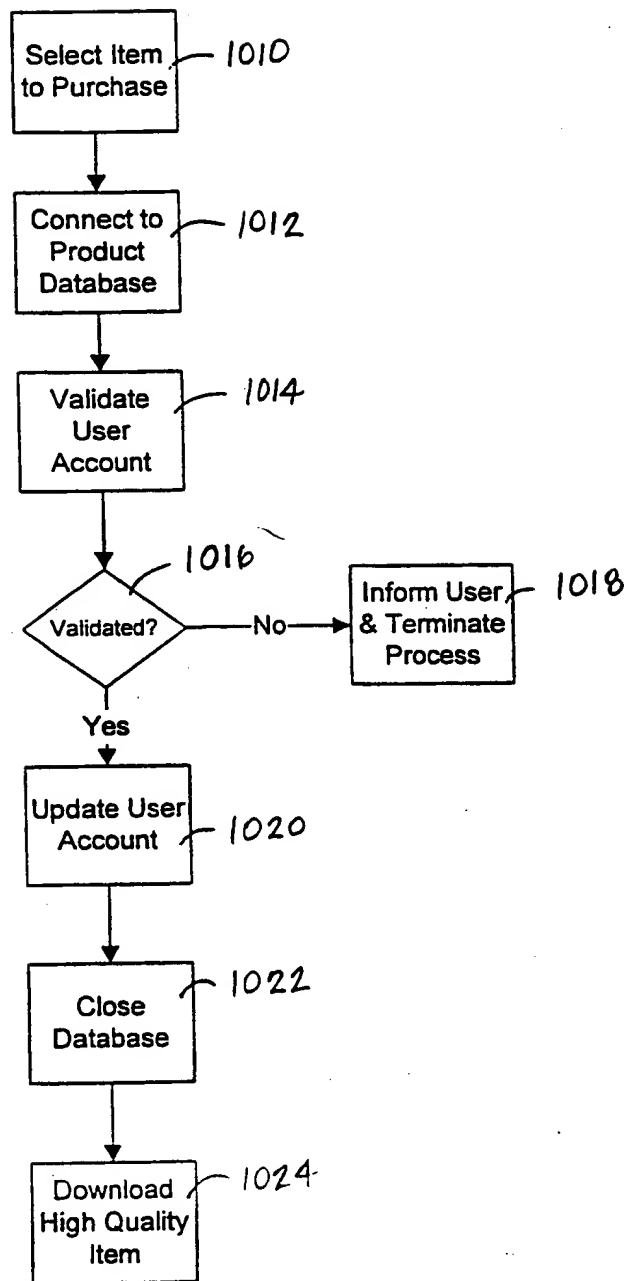 Select Item
to Purchase
1010
Connect to
Product
Database
1012
Validate
User
Account
1014
Validated?
1016
No
Inform User
& Terminate
Process
1018
Yes
Update User
Account
1020
Close
Database
1022
Download
High Quality
Item
1024